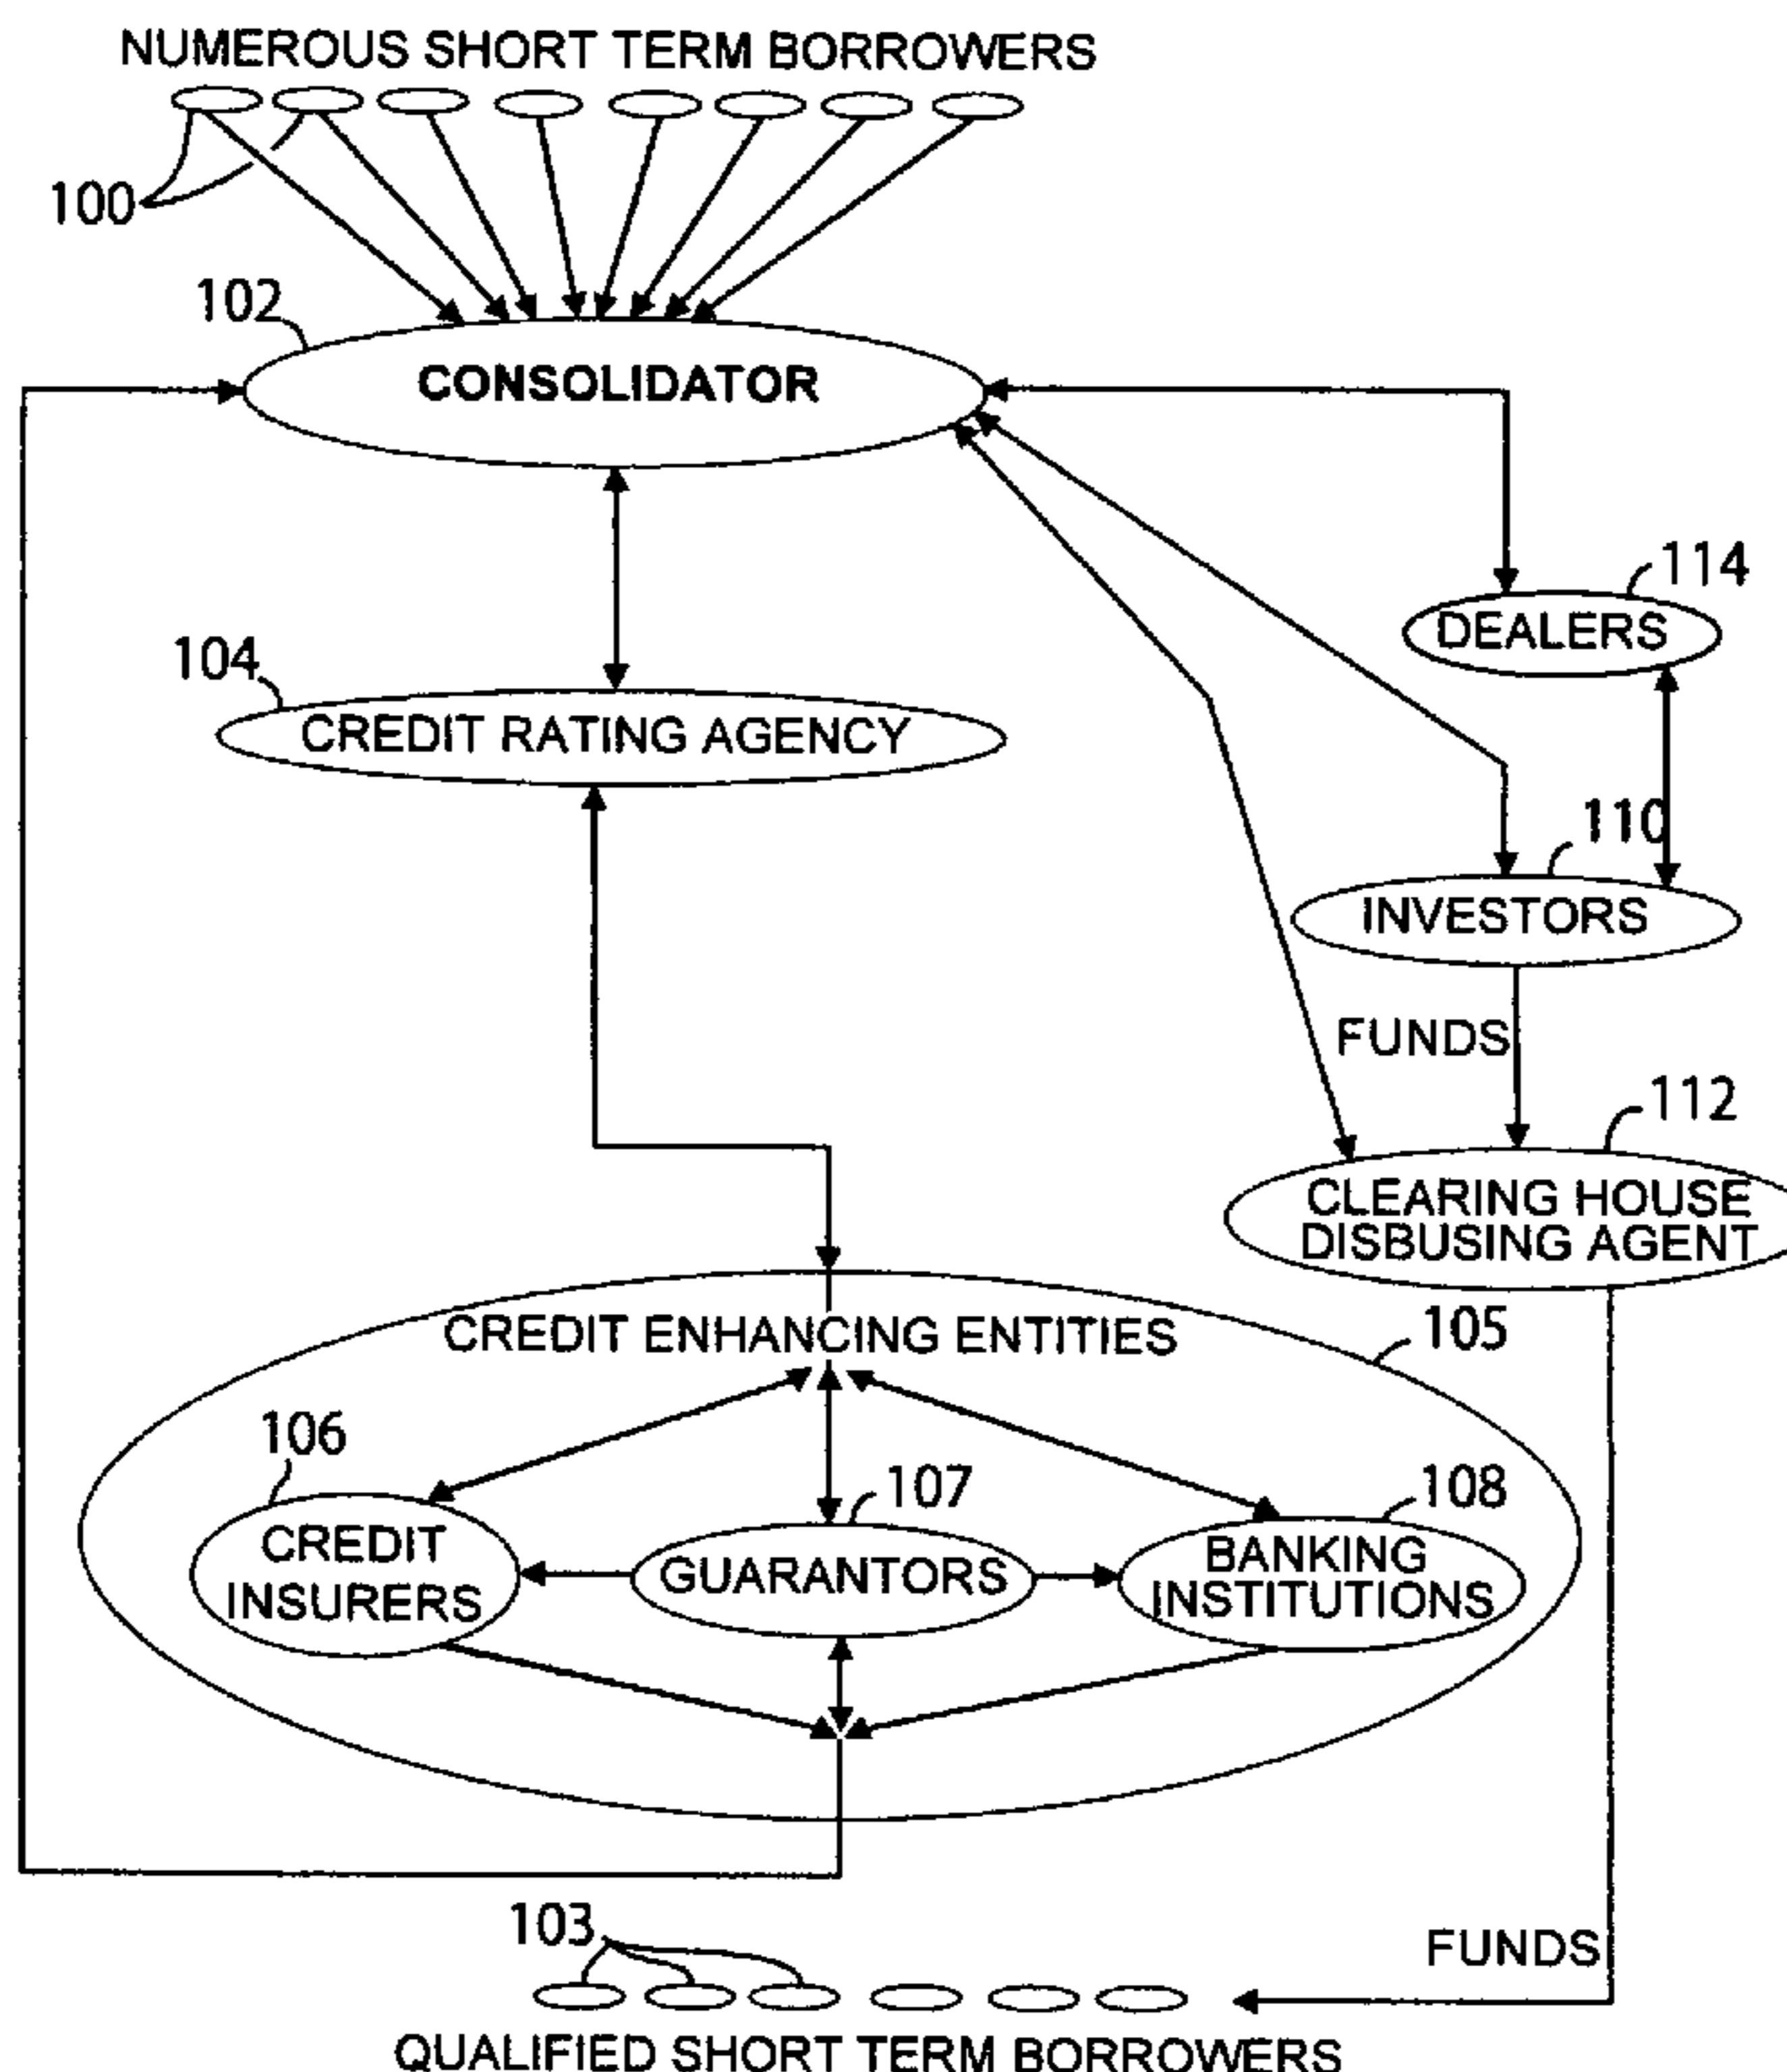 NUMEROUS SHORT TERM BORROWERS
100
102
CONSOLIDATOR
114
DEALERS
104
CREDIT RATING AGENCY
110
INVESTORS
FUNDS
112
CLEARING HOUSE
DISBUSING AGENT
105
CREDIT ENHANCING ENTITIES
106
107
108
CREDIT
INSURERS
GUARANTORS
BANKING
INSTITUTIONS
103
FUNDS
QUALIFIED SHORT TERM BORROWERS